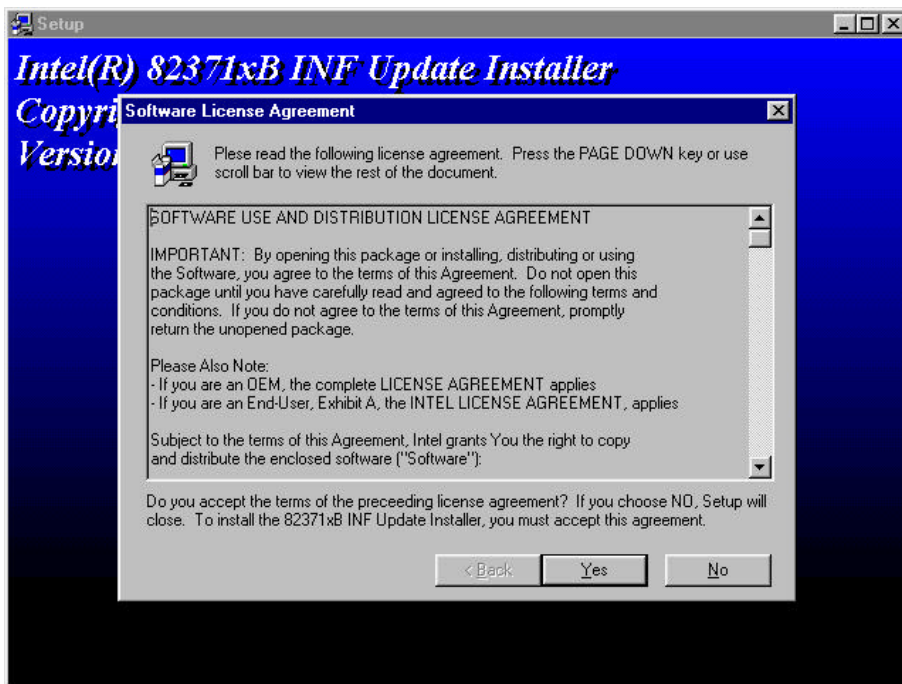 Setup
Intel(R) 82371xB INF Update Installer
Copyri
Version
Software License Agreement
Plese read the following license agreement. Press the PAGE DOWN key or use
scroll bar to view the rest of the document.
SOFTWARE USE AND DISTRIBUTION LICENSE AGREEMENT
IMPORTANT: By opening this package or installing, distributing or using
the Software, you agree to the terms of this Agreement. Do not open this
package until you have carefully read and agreed to the following terms and
conditions. If you do not agree to the terms of this Agreement, promptly
return the unopened package.
Please Also Note:
- If you are an OEM, the complete LICENSE AGREEMENT applies
- If you are an End-User, Exhibit A, the INTEL LICENSE AGREEMENT, applies
Subject to the terms of this Agreement, Intel grants You the right to copy
and distribute the enclosed software ("Software"):
Do you accept the terms of the preceeding license agreement? If you choose NO, Setup will
close. To install the 82371xB INF Update Installer, you must accept this agreement.
< Back
Yes
No